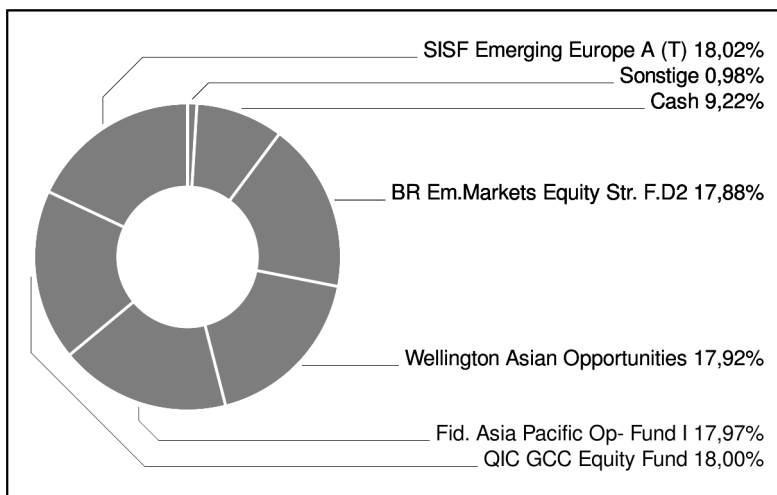 SISF Emerging Europe A (T) 18,02%
Sonstige 0,98%
Cash 9,22%
BR Em.Markets Equity Str. F.D2 17,88%
Wellington Asian Opportunities 17,92%
Fid. Asia Pacific Op- Fund I 17,97%
QIC GCC Equity Fund 18,00%